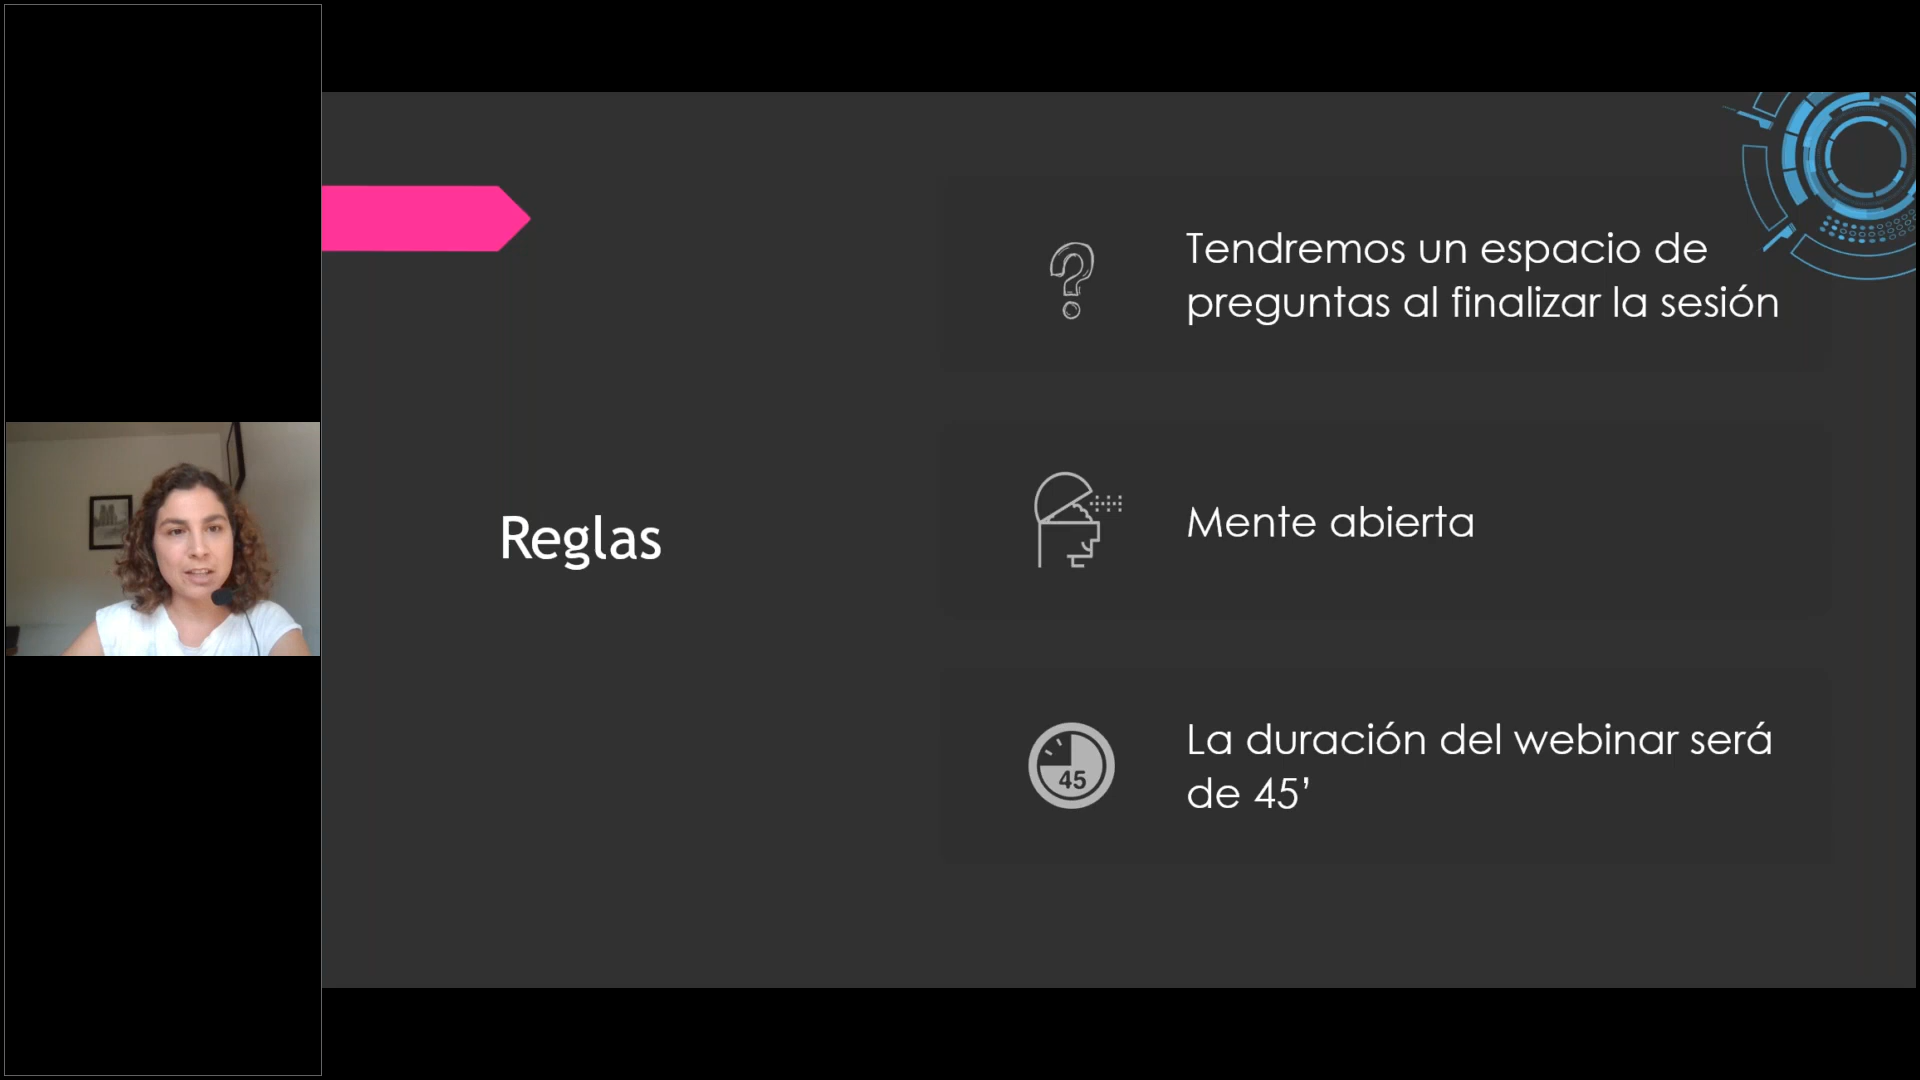 Reglas
Tendremos un espacio de
preguntas al finalizar la sesión
Mente abierta
45
La duración del webinar será
de 45’